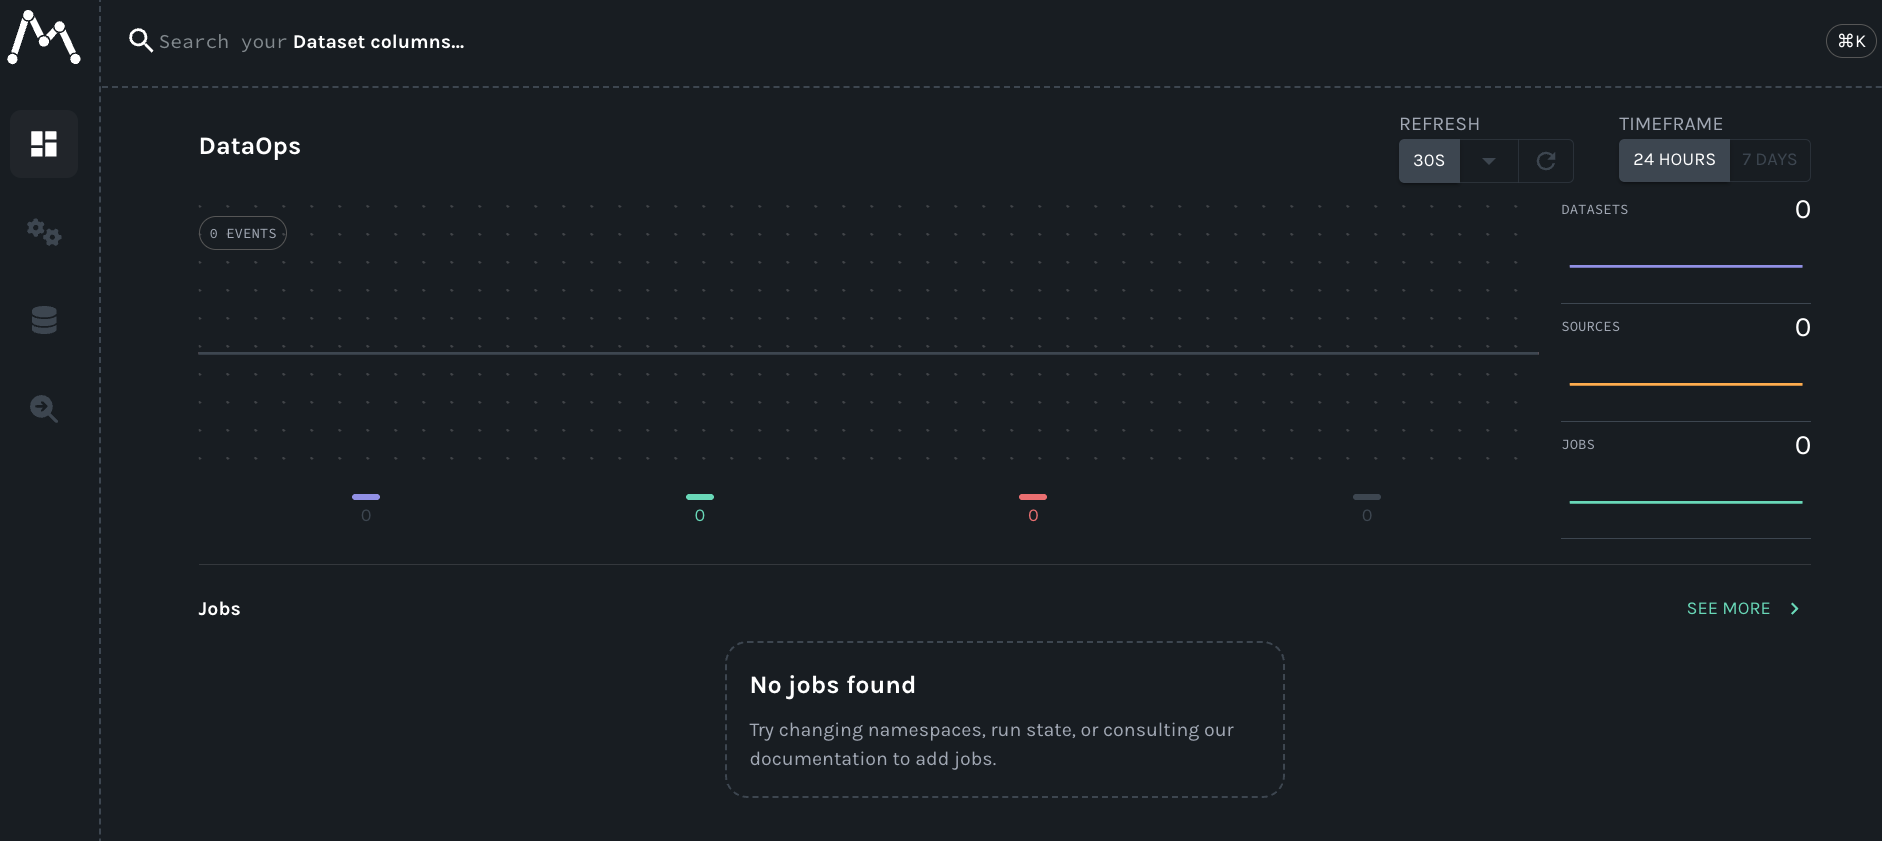 Search your Dataset columns...
⌘K
DataOps
REFRESH
30S
TIMEFRAME
24 HOURS
7 DAYS
0 EVENTS
DATASETS
0
SOURCES
0
JOBS
0
0
0
0
0
Jobs
SEE MORE
No jobs found
Try changing namespaces, run state, or consulting our
documentation to add jobs.